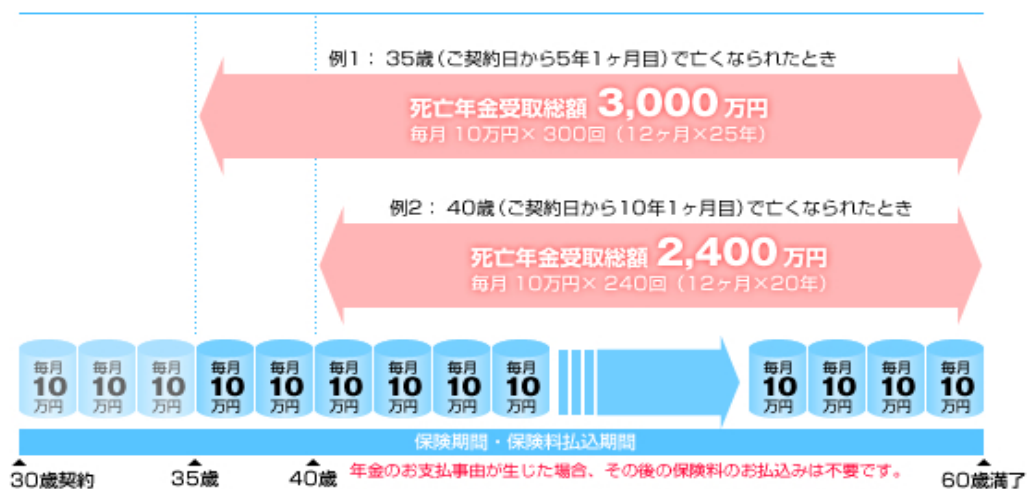 例1： 35歳（ご契約日から5年1ヶ月目）で亡くなられたとき
死亡年金受取総額 3,000 万円
毎月 10万円× 300回（12ヶ月×25年）
例2： 40歳（ご契約日から10年1ヶ月目）で亡くなられたとき
死亡年金受取総額 2,400 万円
毎月 10万円× 240回（12ヶ月×20年）
毎月 毎月 毎月 毎月 毎月 毎月 毎月 毎月 毎月 毎月 毎月 毎月 毎月
10 10 10 10 10 10 10 10 10 10 10 10 10
万円 万円 万円 万円 万円 万円 万円 万円 万円 万円 万円 万円 万円
保険期間・保険料払込期間
30歳契約 35歳 40歳 年金のお支払事由が生じた場合、その後の保険料のお払込みは不要です。 60歳満了